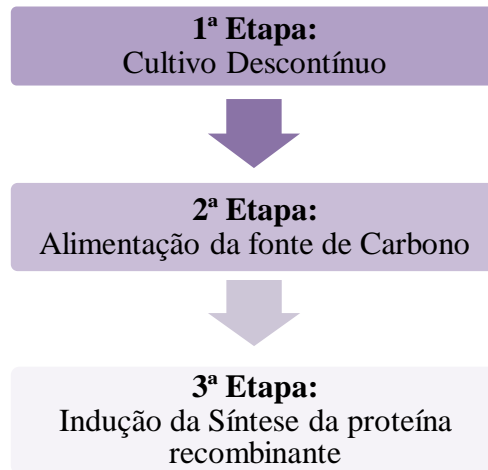 1ª Etapa:
Cultivo Descontínuo
2ª Etapa:
Alimentação da fonte de Carbono
3ª Etapa:
Indução da Síntese da proteína
recombinante